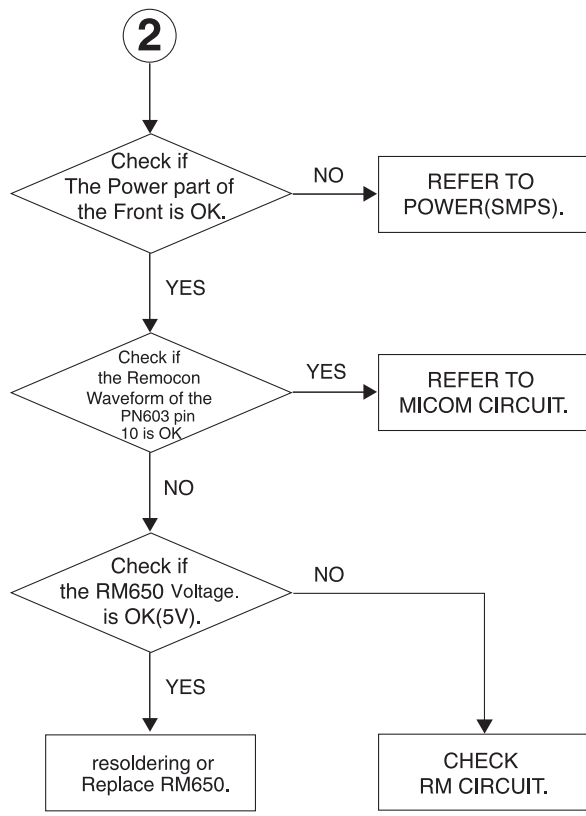 2
Check if
The Power part of
the Front is OK.
NO
REFER TO
POWER(SMPS).
YES
Check if
the Remocon
Waveform of the
PN603 pin
10 is OK
YES
REFER TO
MICOM CIRCUIT.
NO
Check if
the RM650 Voltage.
is OK(5V).
NO
YES
resoldering or
Replace RM650.
CHECK
RM CIRCUIT.